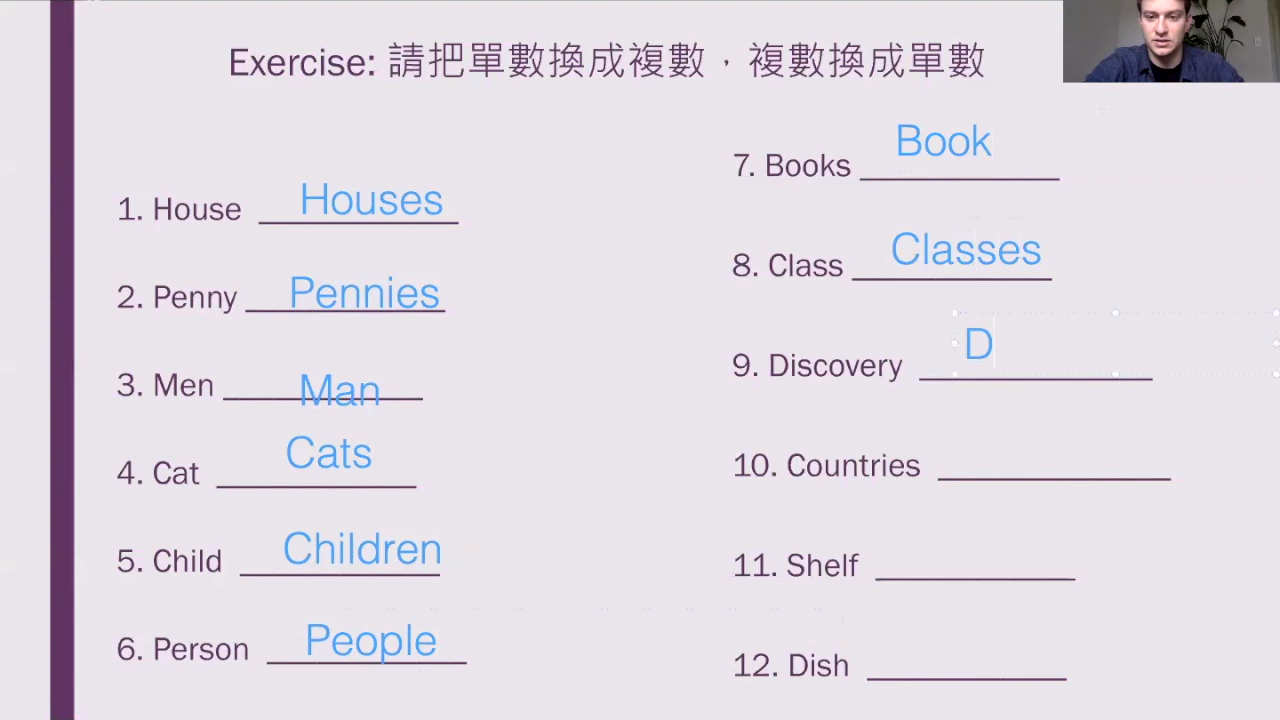 Exercise: 請把單數換成複數，複數換成單數
1. House Houses
2. Penny Pennies
3. Men Man
4. Cat Cats
5. Child Children
6. Person People
7. Books Book
8. Class Classes
9. Discovery D
10. Countries
11. Shelf
12. Dish